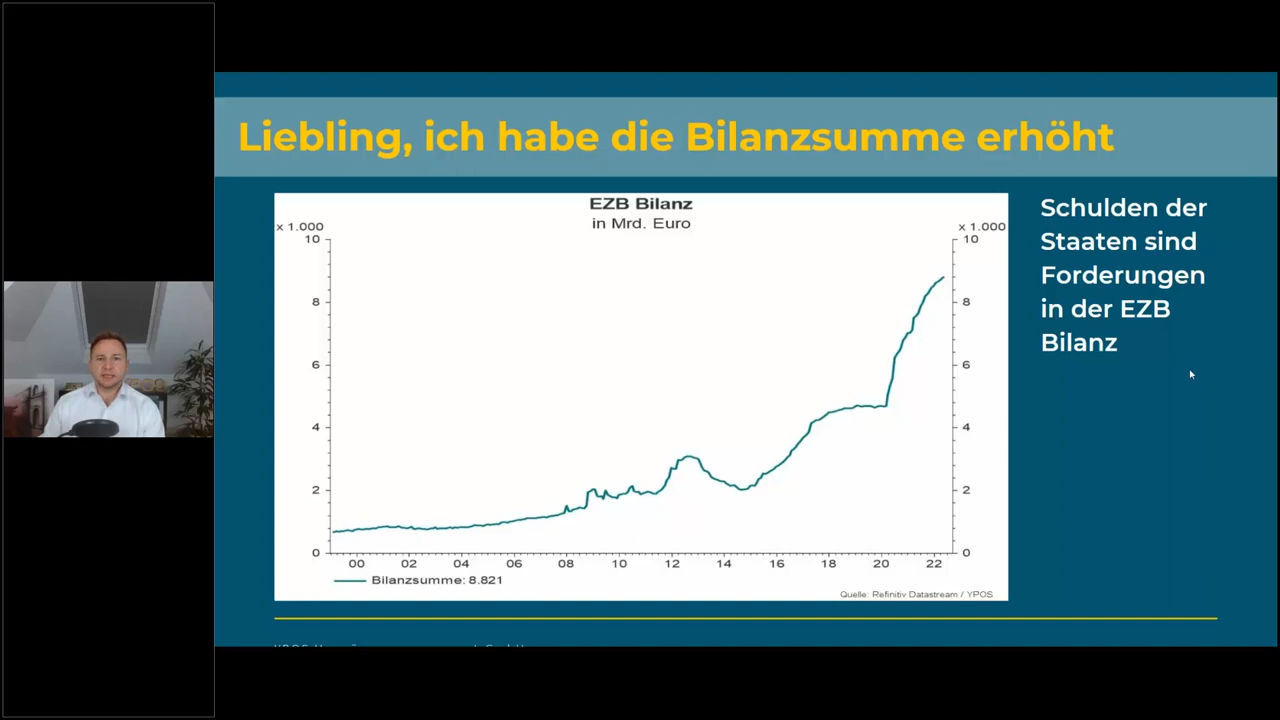 Liebling, ich habe die Bilanzsumme erhöht
EZB Bilanz
in Mrd. Euro
x 1.000
x 1.000
10
10
8
8
6
6
4
4
2
2
0
0
00 02 04 06 08 10 12 14 16 18 20 22
Bilanzsumme: 8.821
Quelle: Refinitiv Datastream / YPOS
Schulden der
Staaten sind
Forderungen
in der EZB
Bilanz